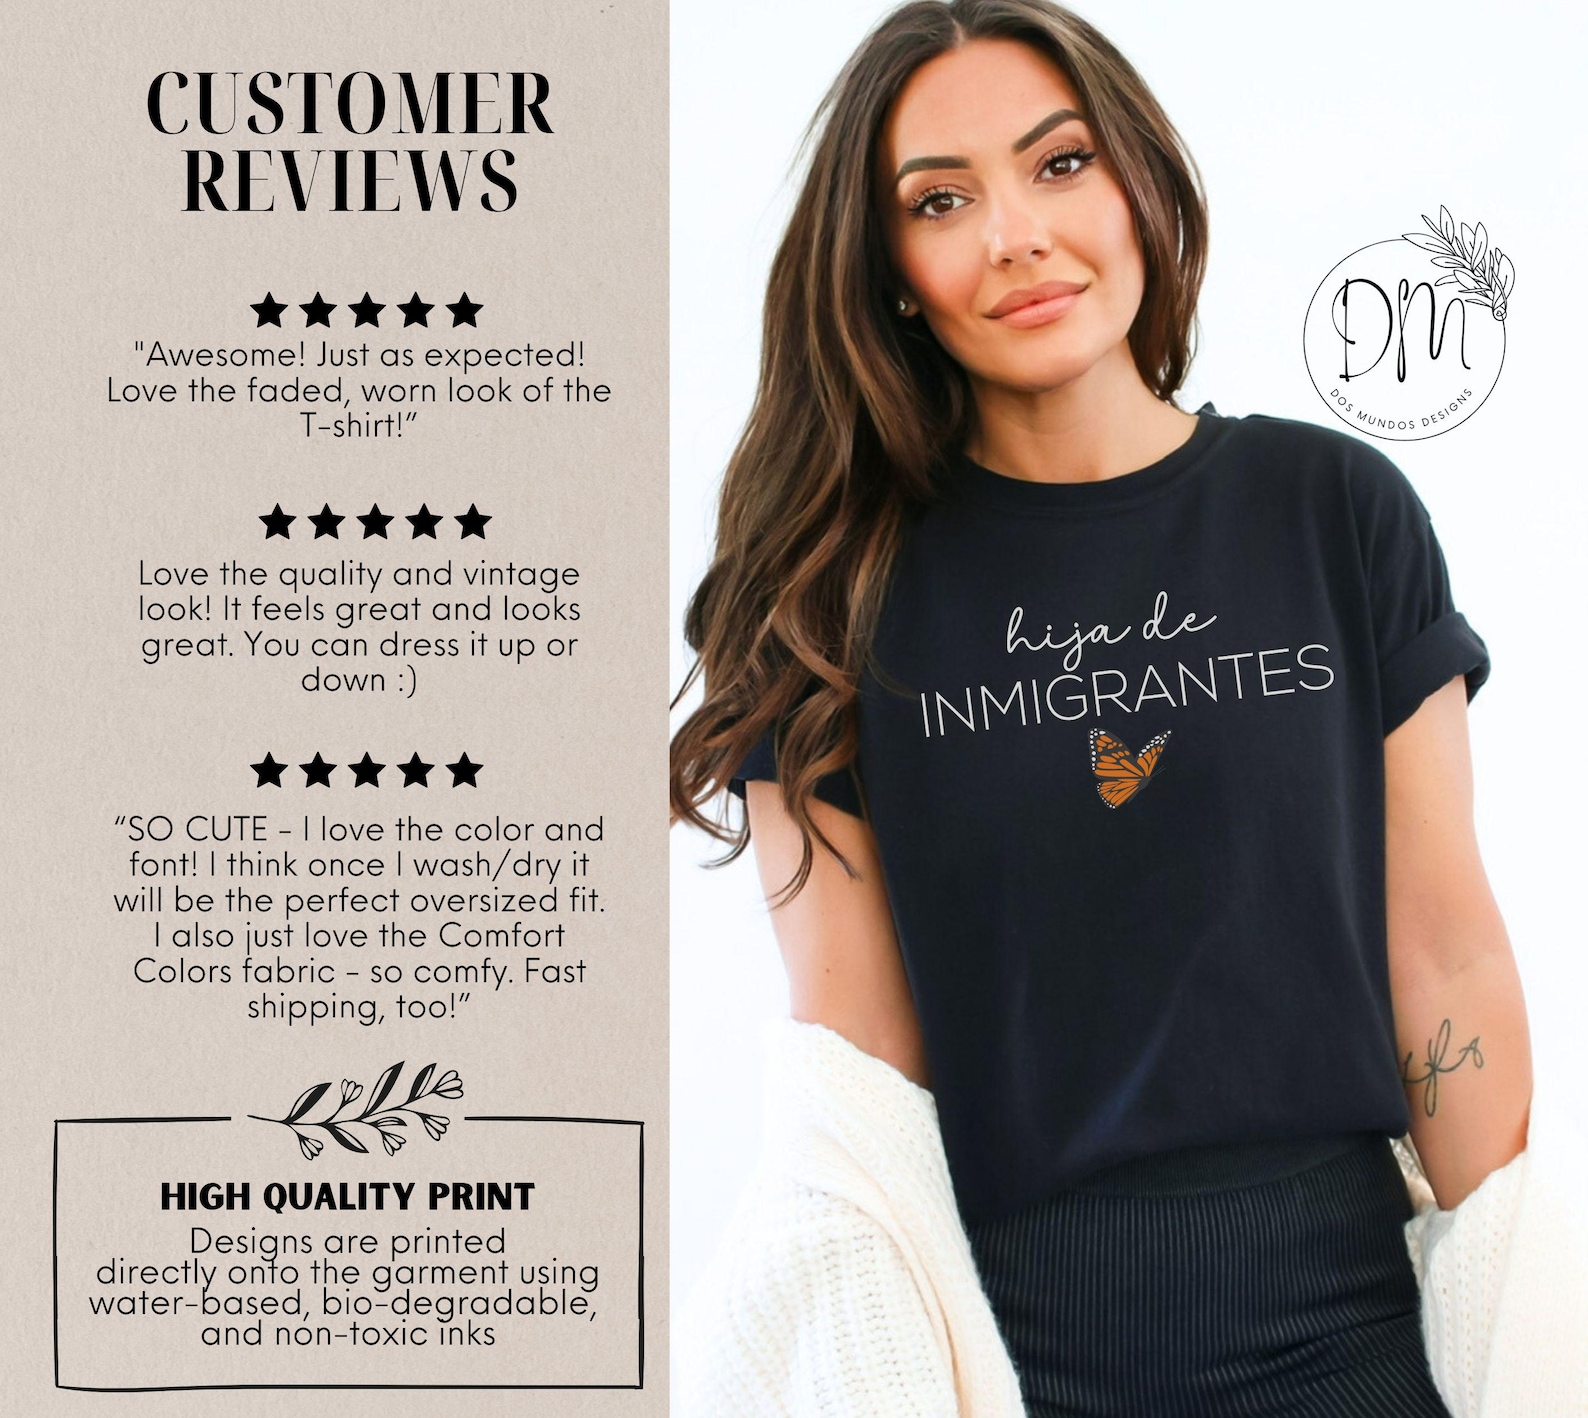 CUSTOMER
REVIEWS
"Awesome! Just as expected!
Love the faded, worn look of the
T-shirt!”
Love the quality and vintage
look! It feels great and looks
great. You can dress it up or
down :)
“SO CUTE - I love the color and
font! I think once I wash/dry it
will be the perfect oversized fit.
I also just love the Comfort
Colors fabric - so comfy. Fast
shipping, too!”
HIGH QUALITY PRINT
Designs are printed
directly onto the garment using
water-based, bio-degradable,
and non-toxic inks
DM
DOS MUNDOS DESIGNS
hija de
INMIGRANTES